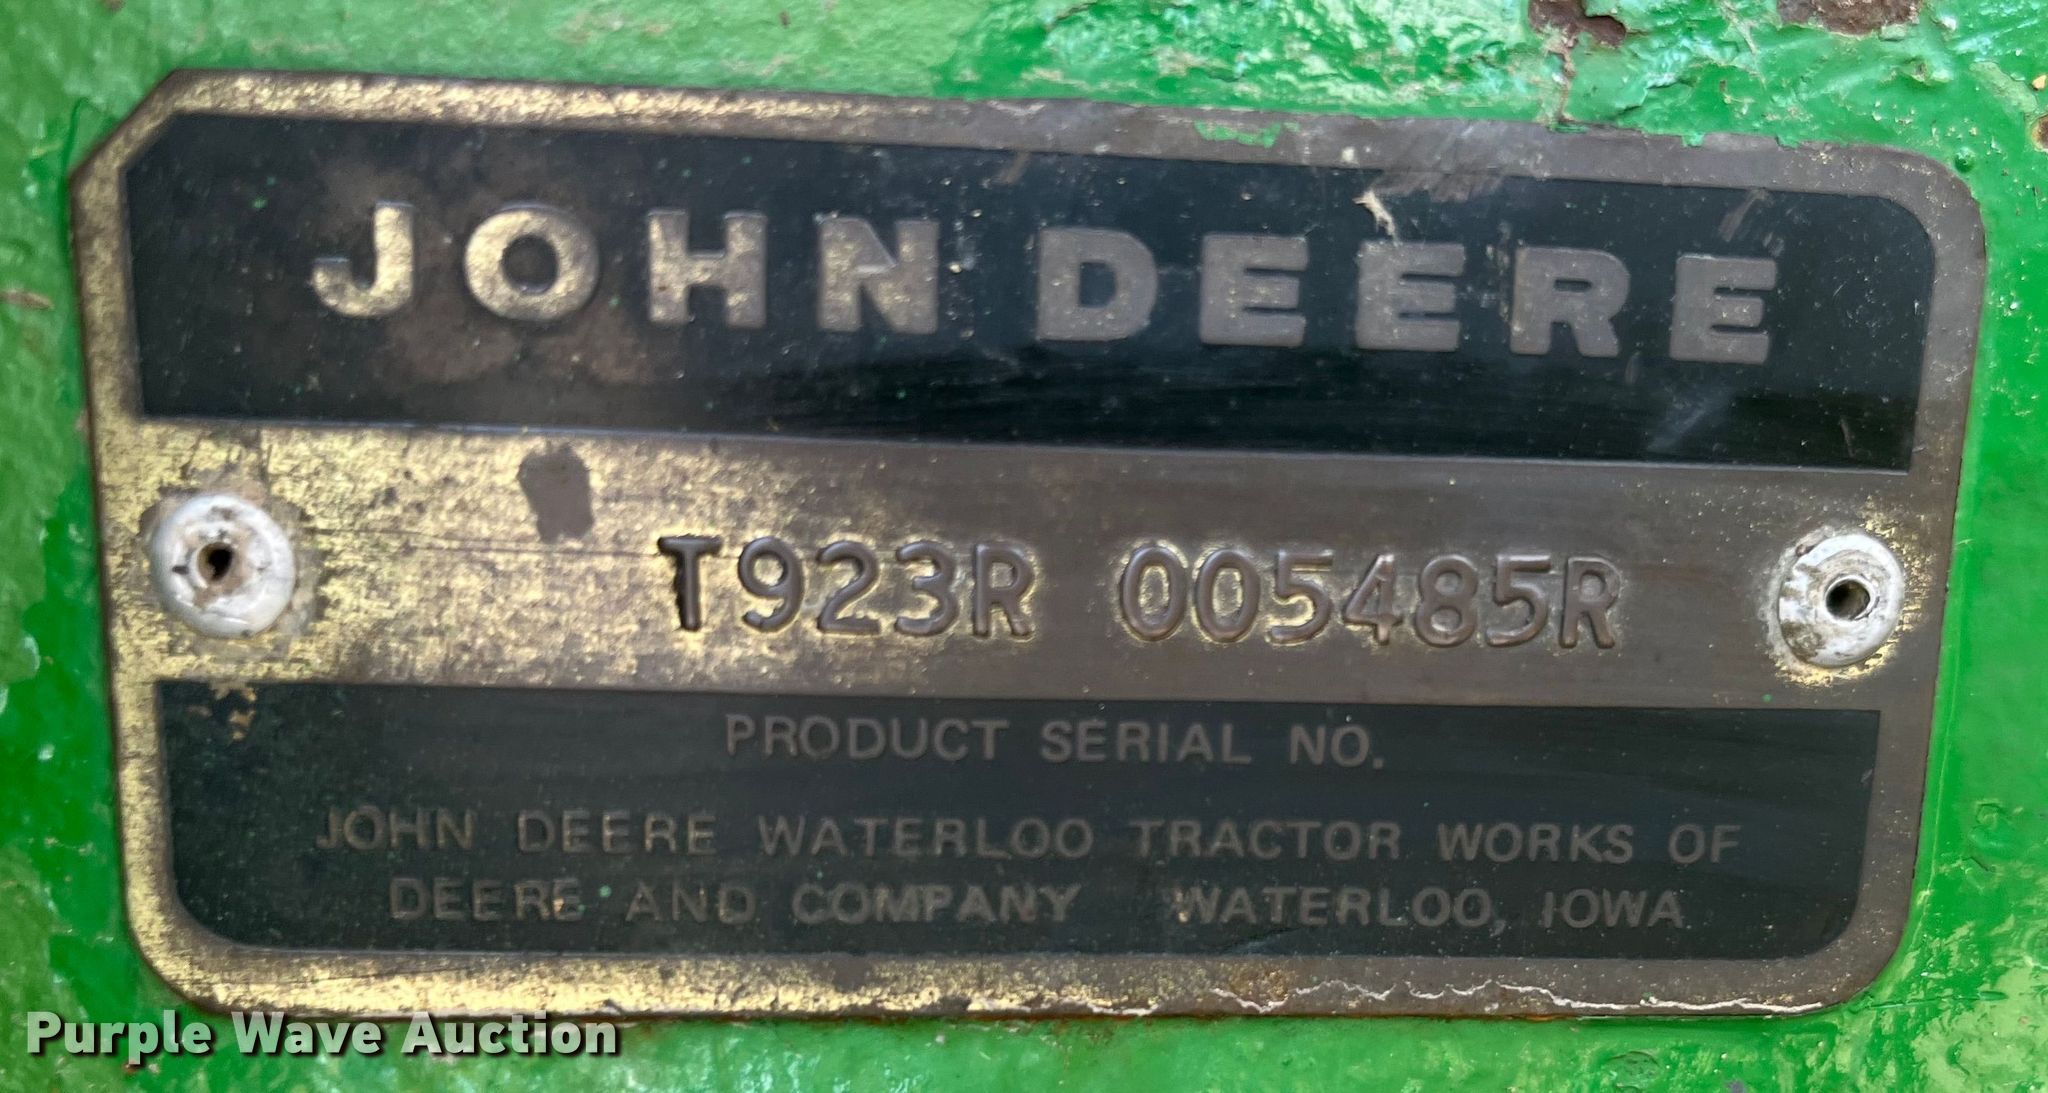 JOHN DEERE
T923R 005485R
PRODUCT SERIAL NO.
JOHN DEERE WATERLOO TRACTOR WORKS OF
DEERE AND COMPANY WATERLOO, IOWA
Purple Wave Auction